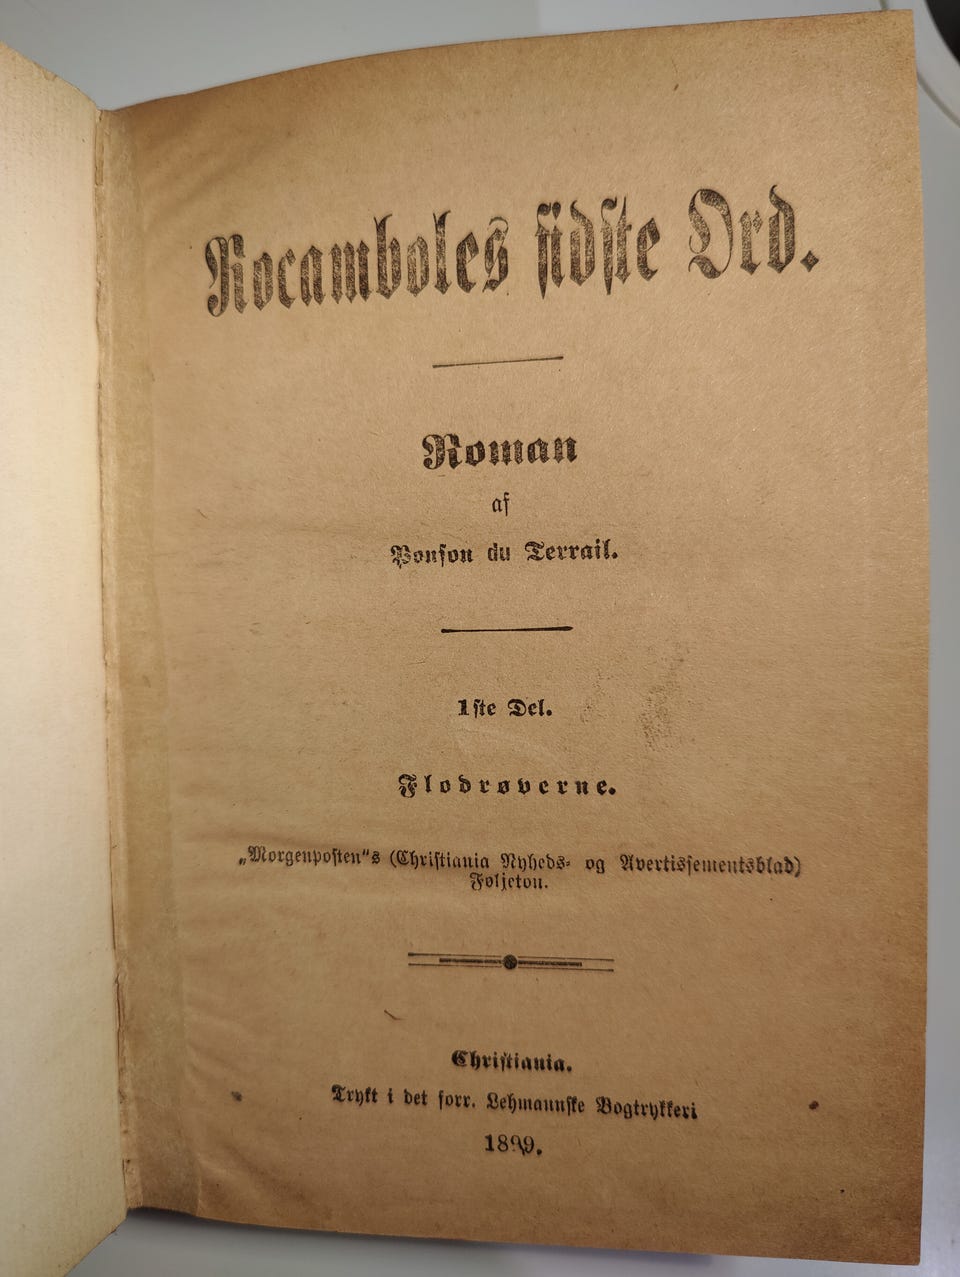 Rocamboles sidste Ord.
Roman
af
Ponson du Terrail.
1ste Del.
Flodrøverne.
„Morgenposten“s (Christiania Nyheds- og Avertissementsblad)
Føljeton.
Christiania.
Trykt i det forr. Lehmannske Bogtrykkeri